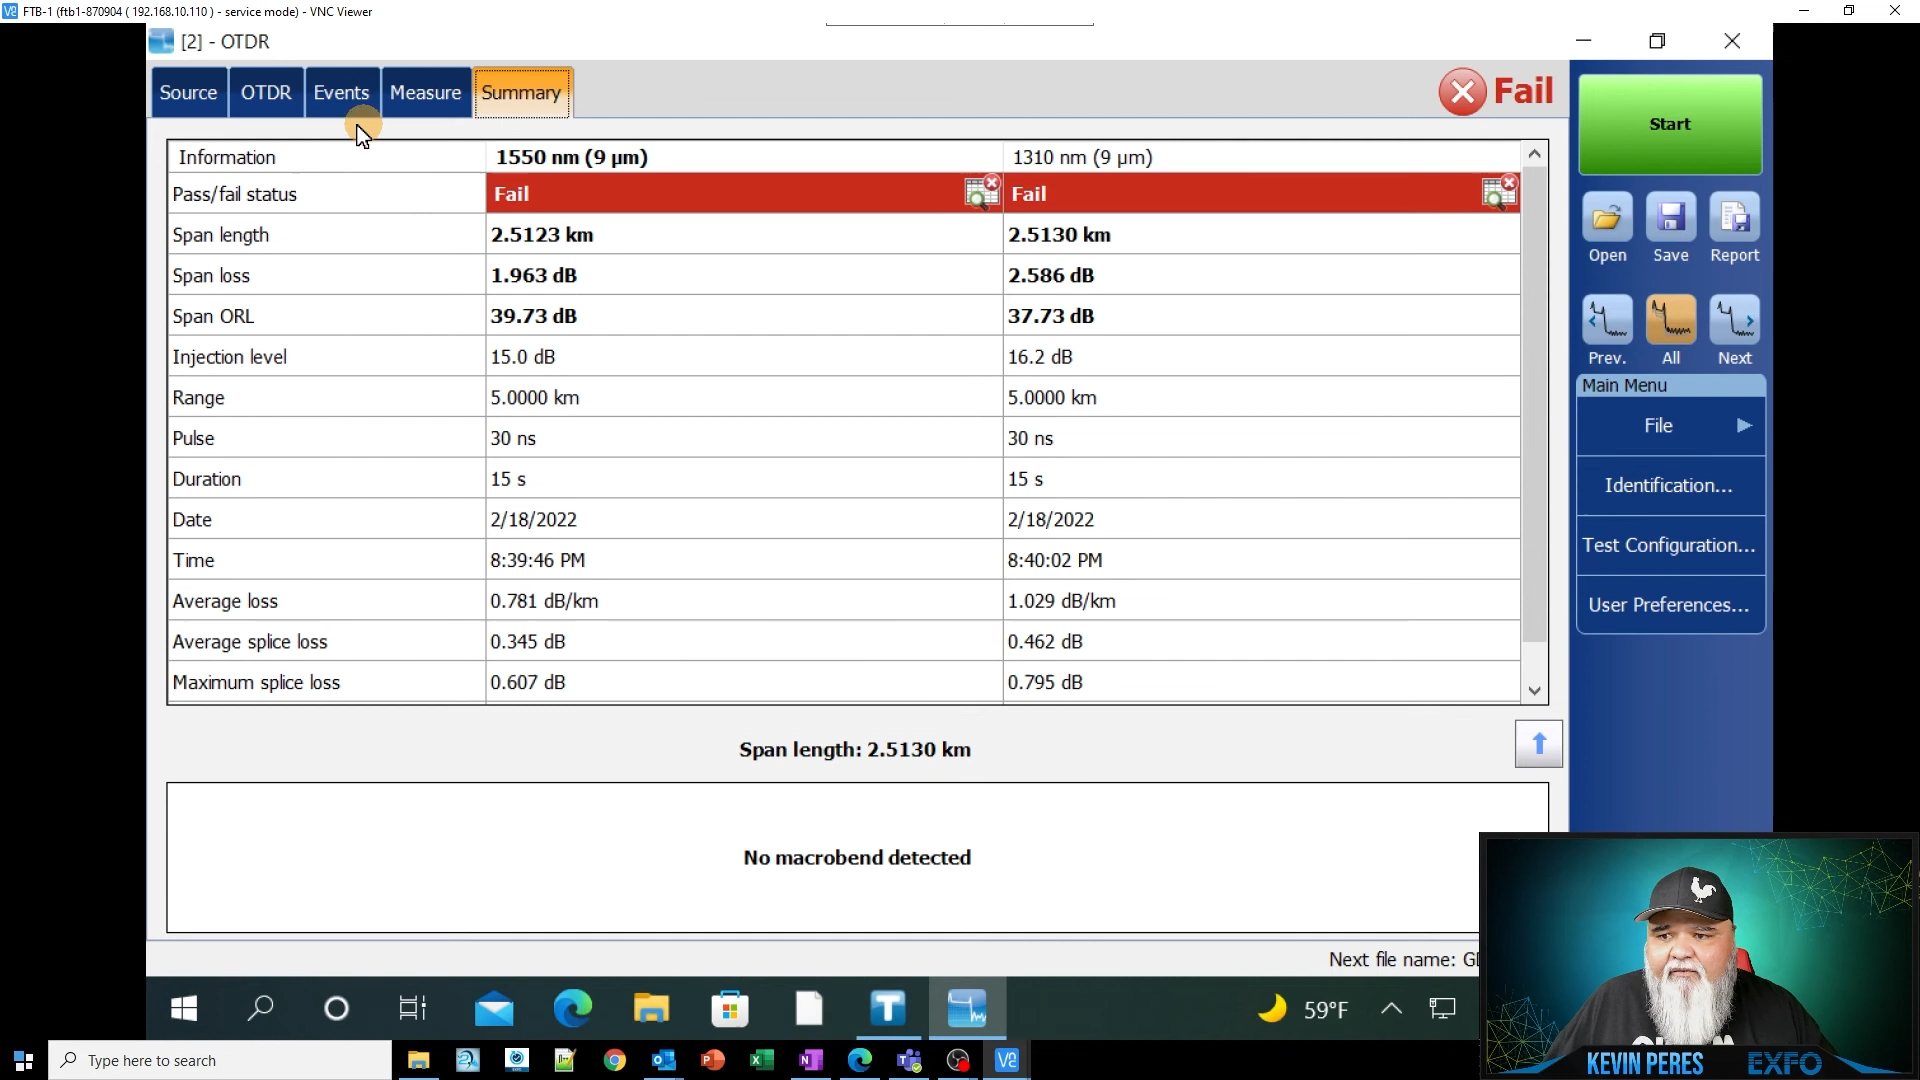 FTB-1 (ftb1-870904 ( 192.168.10.110 ) - service mode) - VNC Viewer
[2] - OTDR
Source OTDR Events Measure Summary
Fail
Start
Information 1550 nm (9 µm) 1310 nm (9 µm)
Pass/fail status Fail Fail
Span length 2.5123 km 2.5130 km
Span loss 1.963 dB 2.586 dB
Span ORL 39.73 dB 37.73 dB
Injection level 15.0 dB 16.2 dB
Range 5.0000 km 5.0000 km
Pulse 30 ns 30 ns
Duration 15 s 15 s
Date 2/18/2022 2/18/2022
Time 8:39:46 PM 8:40:02 PM
Average loss 0.781 dB/km 1.029 dB/km
Average splice loss 0.345 dB 0.462 dB
Maximum splice loss 0.607 dB 0.795 dB
Open Save Report
Prev. All Next
Main Menu
File
Identification...
Test Configuration...
User Preferences...
Span length: 2.5130 km
No macrobend detected
Next file name:
59°F
Type here to search
KEVIN PERES EXFO